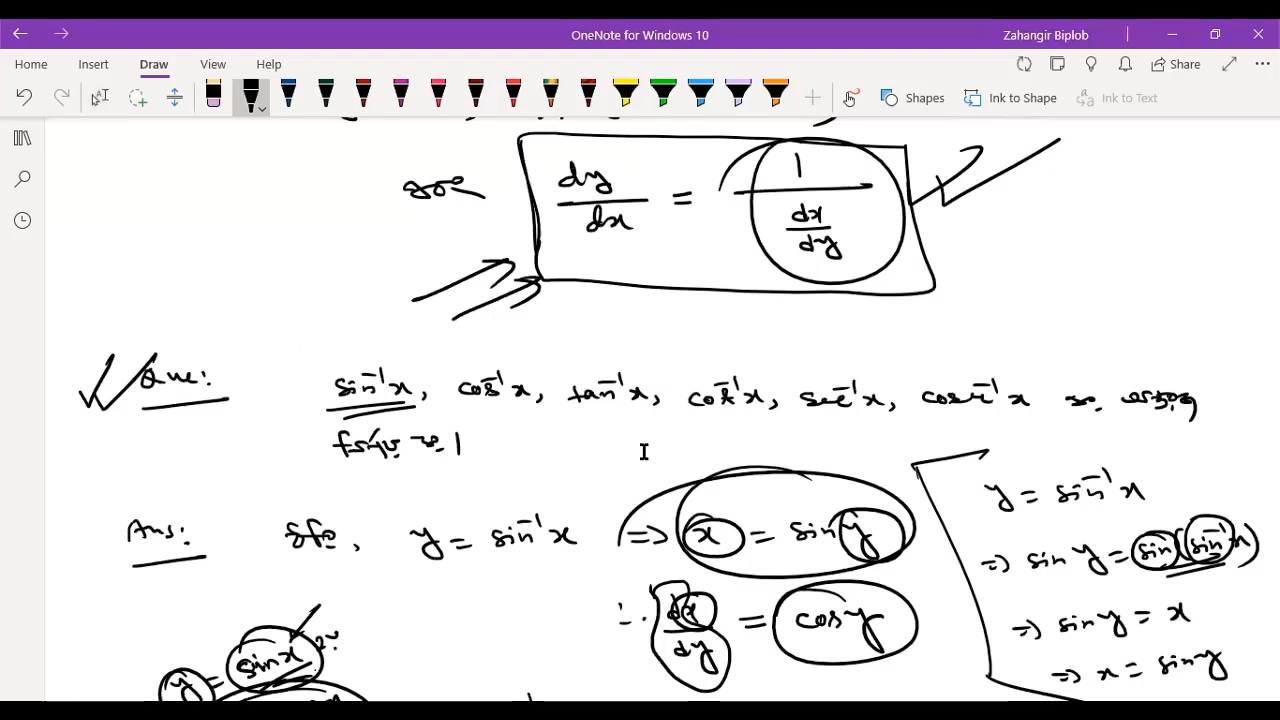 OneNote for Windows 10
Zahangir Biplob
Home Insert Draw View Help
Share
Shapes Ink to Shape Ink to Text
dy/dx = 1/(dx/dy)
Que: sin⁻¹x, cos⁻¹x, tan⁻¹x, cot⁻¹x, sec⁻¹x, cosec⁻¹x
Ans: y = sin⁻¹x ⇒ x = sin y
∴ dx/dy = cos y
y = sin⁻¹x
⇒ sin y = sin(sin⁻¹x)
⇒ sin y = x
⇒ x = sin y
y = sin x